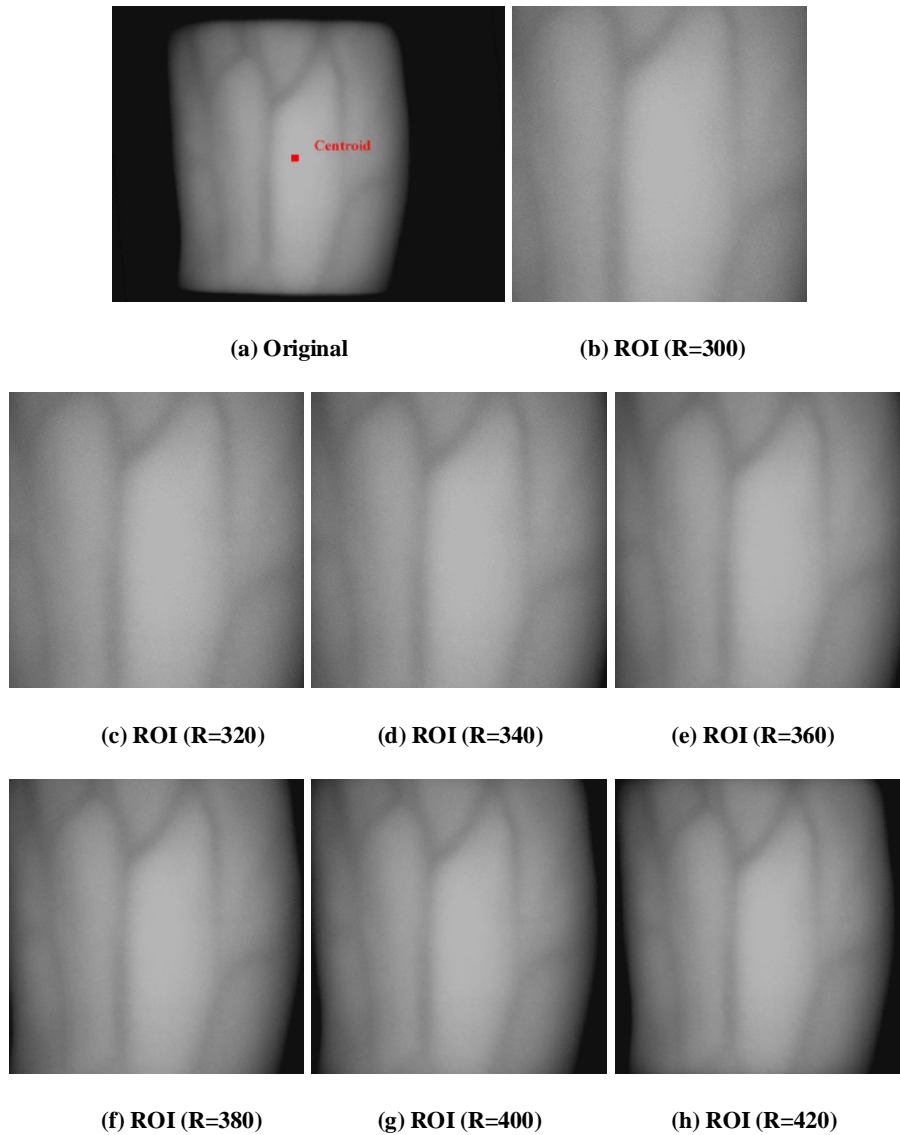 Centroid
(a) Original
(b) ROI (R=300)
(c) ROI (R=320)
(d) ROI (R=340)
(e) ROI (R=360)
(f) ROI (R=380)
(g) ROI (R=400)
(h) ROI (R=420)